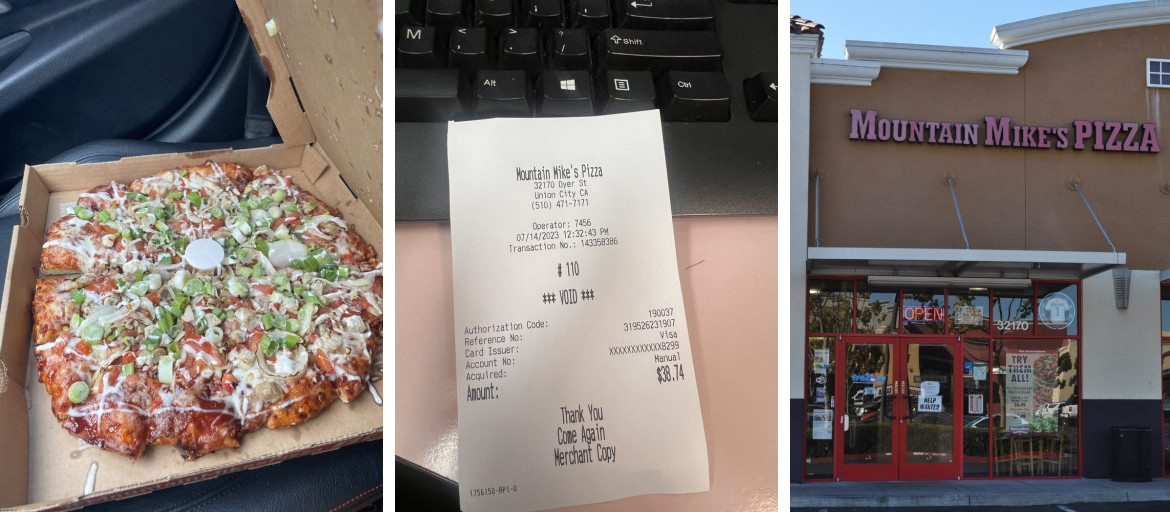 M
<
,
>
.
?
/
Shift
Alt
Ctrl
Mountain Mike's Pizza
32170 Dyer St
Union City CA
(510) 471-7171
Operator: 7456
07/14/2023 12:32:43 PM
Transaction No.: 143358386
# 110
### VOID ###
Authorization Code: 190037
Reference No: 319526231907
Card Issuer: Visa
Account No: XXXXXXXXXXXX8299
Acquired: Manual
Amount: $38.74
Thank You
Come Again
Merchant Copy
1756150-RP1-G
MOUNTAIN MIKE'S PIZZA
OPEN
32170
TRY
THEM
ALL!
HELP
WANTED